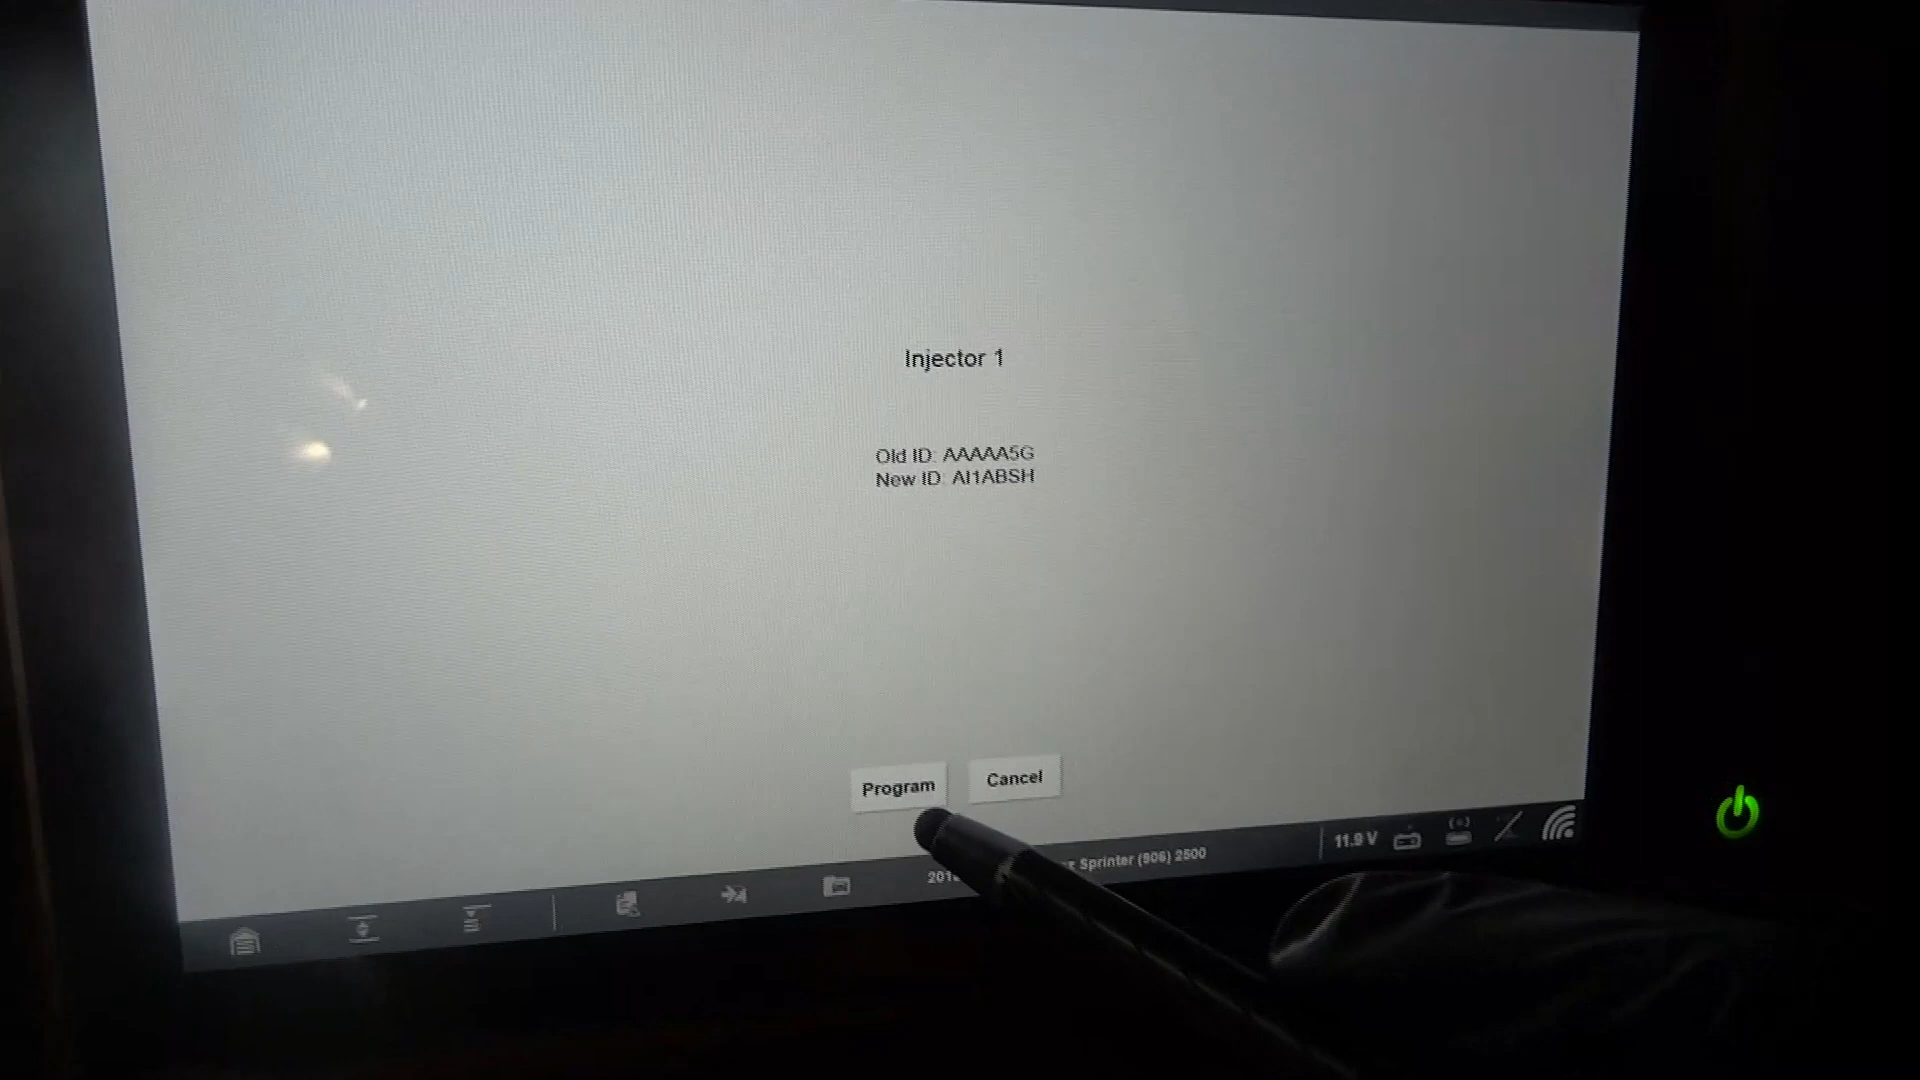 Injector 1
Old ID: AAAAA5G
New ID: AI1ABSH
Program
Cancel
Sprinter (906) 2500
11.9 V